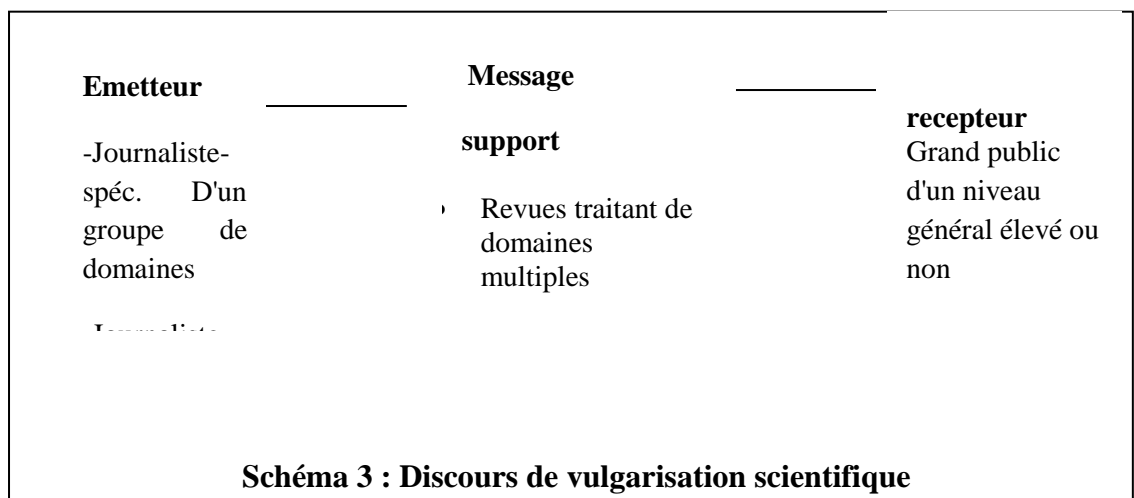 Emetteur
-Journaliste-
spéc. D'un
groupe de
domaines
Message
support
Revues traitant de
domaines
multiples
recepteur
Grand public
d'un niveau
général élevé ou
non
Schéma 3 : Discours de vulgarisation scientifique